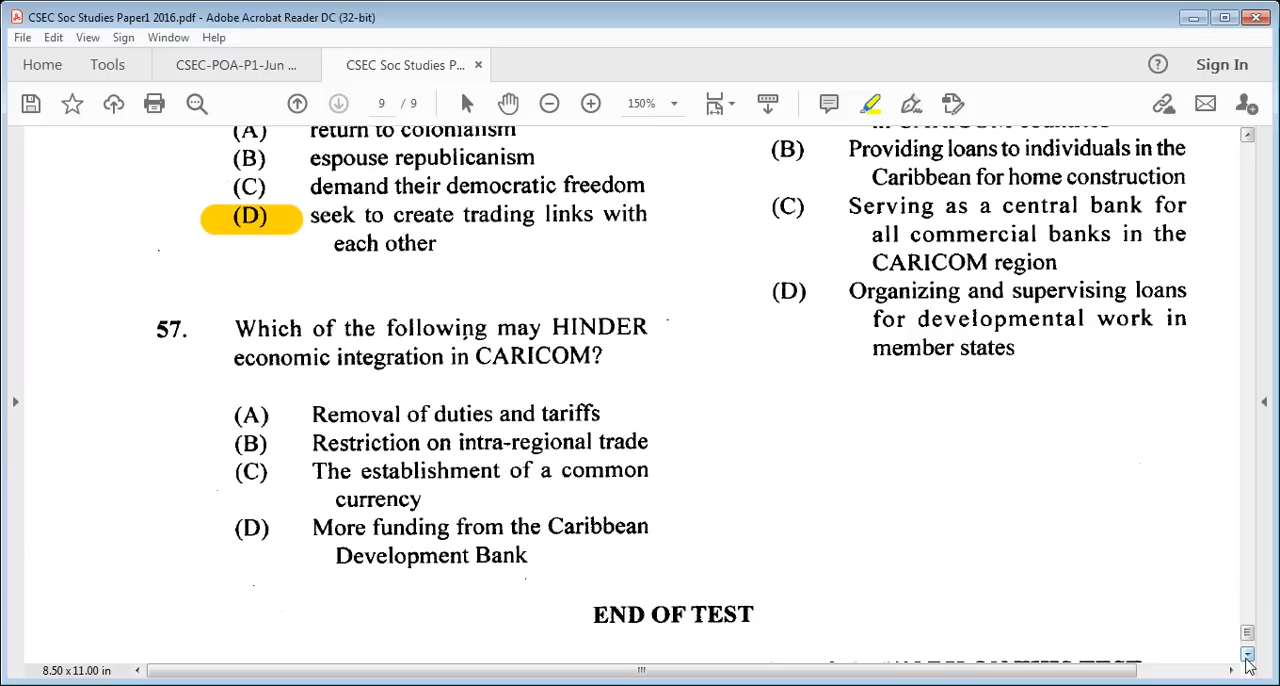 CSEC Soc Studies Paper1 2016.pdf - Adobe Acrobat Reader DC (32-bit)
File Edit View Sign Window Help
Home Tools CSEC-POA-P1-Jun ... CSEC Soc Studies P... × Sign In
9 / 9 150%
(A) return to colonialism
(B) espouse republicanism
(C) demand their democratic freedom
(D) seek to create trading links with
each other
57. Which of the following may HINDER
economic integration in CARICOM?
(A) Removal of duties and tariffs
(B) Restriction on intra-regional trade
(C) The establishment of a common
currency
(D) More funding from the Caribbean
Development Bank
in CARICOM countries
(B) Providing loans to individuals in the
Caribbean for home construction
(C) Serving as a central bank for
all commercial banks in the
CARICOM region
(D) Organizing and supervising loans
for developmental work in
member states
END OF TEST
8.50 x 11.00 in